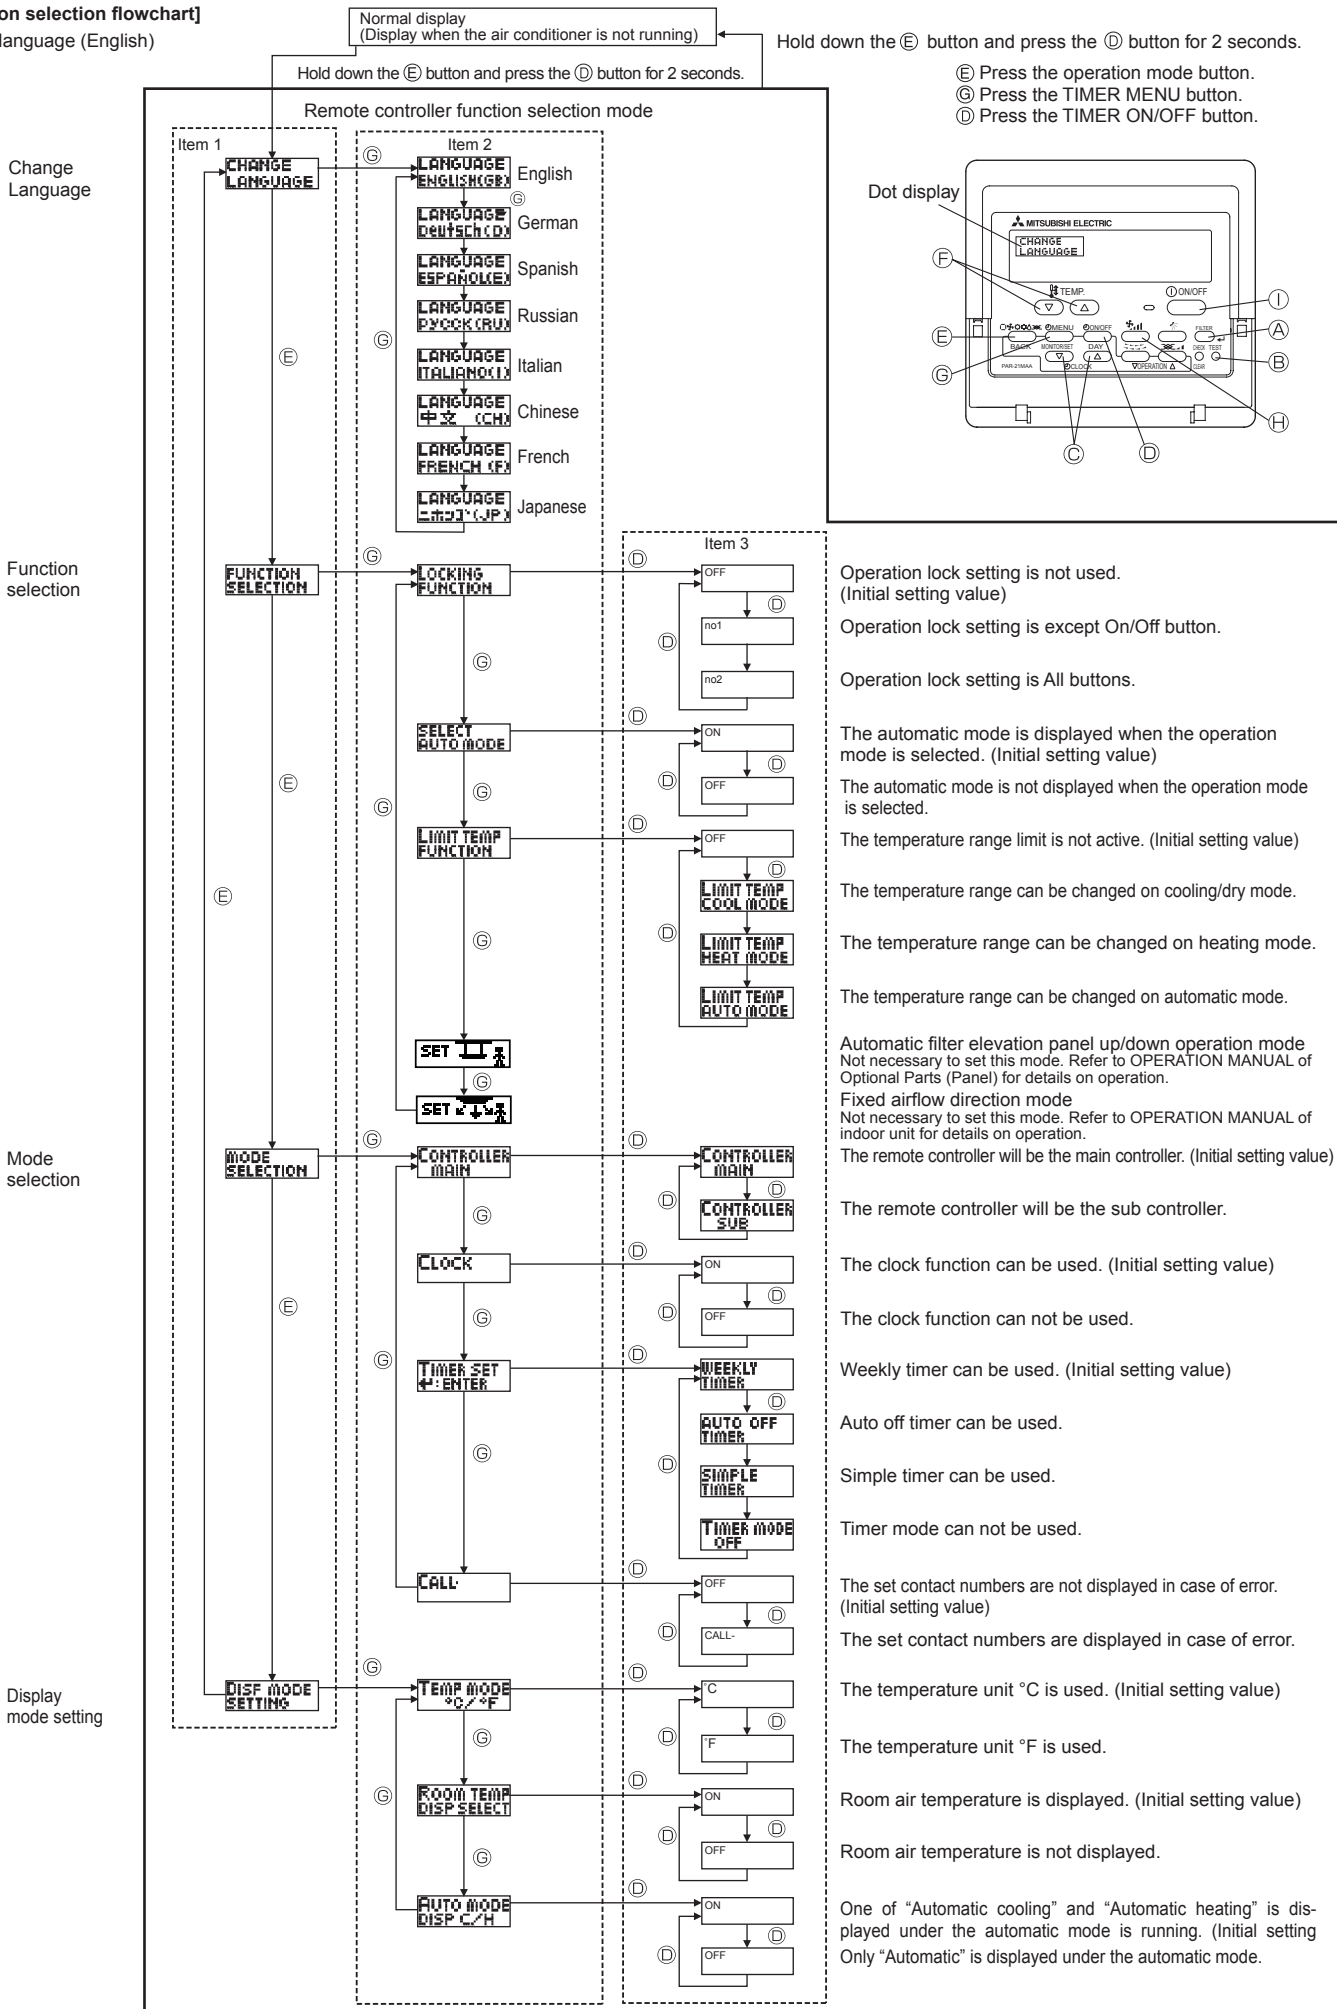 on selection flowchart]
language (English)
Normal display
(Display when the air conditioner is not running)
Hold down the Ⓔ button and press the Ⓓ button for 2 seconds.
Hold down the Ⓔ button and press the Ⓓ button for 2 seconds.
Ⓔ Press the operation mode button.
Ⓖ Press the TIMER MENU button.
Ⓓ Press the TIMER ON/OFF button.
Remote controller function selection mode
Item 1
Item 2
Change
Language
CHANGE
LANGUAGE
Ⓖ
LANGUAGE
ENGLISH(GB)
English
Ⓖ
LANGUAGE
Deutsch(D)
German
LANGUAGE
ESPAÑOL(E)
Spanish
LANGUAGE
РУССК(RU)
Russian
LANGUAGE
ITALIANO(I)
Italian
LANGUAGE
中文 (CH)
Chinese
LANGUAGE
FRENCH (F)
French
LANGUAGE
ニホンゴ(JP)
Japanese
Ⓖ
Ⓔ
Dot display
MITSUBISHI ELECTRIC
CHANGE
LANGUAGE
Ⓕ
TEMP.
ON/OFF
Ⓘ
Ⓔ
MENU
ON/OFF
FILTER
Ⓐ
BACK
MONITOR/SET
DAY
CHECK TEST
Ⓑ
PAR-21MAA
CLOCK
▽OPERATION △
CLEAR
Ⓖ
Ⓗ
Ⓒ
Ⓓ
Item 3
Function
selection
FUNCTION
SELECTION
Ⓖ
LOCKING
FUNCTION
Ⓓ
OFF
Operation lock setting is not used.
(Initial setting value)
Ⓓ
no1
Operation lock setting is except On/Off button.
Ⓓ
Ⓖ
no2
Operation lock setting is All buttons.
SELECT
AUTO MODE
Ⓓ
ON
The automatic mode is displayed when the operation
mode is selected. (Initial setting value)
Ⓓ
Ⓓ
OFF
The automatic mode is not displayed when the operation mode
is selected.
Ⓔ
Ⓖ
Ⓖ
LIMIT TEMP
FUNCTION
Ⓓ
OFF
The temperature range limit is not active. (Initial setting value)
Ⓓ
LIMIT TEMP
COOL MODE
The temperature range can be changed on cooling/dry mode.
Ⓔ
Ⓖ
Ⓓ
LIMIT TEMP
HEAT MODE
The temperature range can be changed on heating mode.
LIMIT TEMP
AUTO MODE
The temperature range can be changed on automatic mode.
SET
Automatic filter elevation panel up/down operation mode
Not necessary to set this mode. Refer to OPERATION MANUAL of
Optional Parts (Panel) for details on operation.
Ⓖ
SET
Fixed airflow direction mode
Not necessary to set this mode. Refer to OPERATION MANUAL of
indoor unit for details on operation.
Mode
selection
MODE
SELECTION
Ⓖ
CONTROLLER
MAIN
Ⓓ
CONTROLLER
MAIN
The remote controller will be the main controller. (Initial setting value)
Ⓓ
Ⓓ
CONTROLLER
SUB
The remote controller will be the sub controller.
Ⓖ
CLOCK
Ⓓ
ON
The clock function can be used. (Initial setting value)
Ⓓ
Ⓓ
OFF
The clock function can not be used.
Ⓔ
Ⓖ
Ⓖ
TIMER SET
↵:ENTER
Ⓓ
WEEKLY
TIMER
Weekly timer can be used. (Initial setting value)
Ⓓ
AUTO OFF
TIMER
Auto off timer can be used.
Ⓖ
Ⓓ
SIMPLE
TIMER
Simple timer can be used.
TIMER MODE
OFF
Timer mode can not be used.
CALL-
Ⓓ
OFF
The set contact numbers are not displayed in case of error.
(Initial setting value)
Ⓓ
Ⓓ
CALL-
The set contact numbers are displayed in case of error.
Display
mode setting
DISP MODE
SETTING
Ⓖ
TEMP MODE
°C/°F
Ⓓ
°C
The temperature unit °C is used. (Initial setting value)
Ⓓ
Ⓓ
°F
The temperature unit °F is used.
Ⓖ
Ⓖ
ROOM TEMP
DISP SELECT
Ⓓ
ON
Room air temperature is displayed. (Initial setting value)
Ⓓ
Ⓓ
OFF
Room air temperature is not displayed.
Ⓖ
AUTO MODE
DISP C/H
Ⓓ
ON
One of “Automatic cooling” and “Automatic heating” is dis-
played under the automatic mode is running. (Initial setting
Ⓓ
Ⓓ
OFF
Only “Automatic” is displayed under the automatic mode.